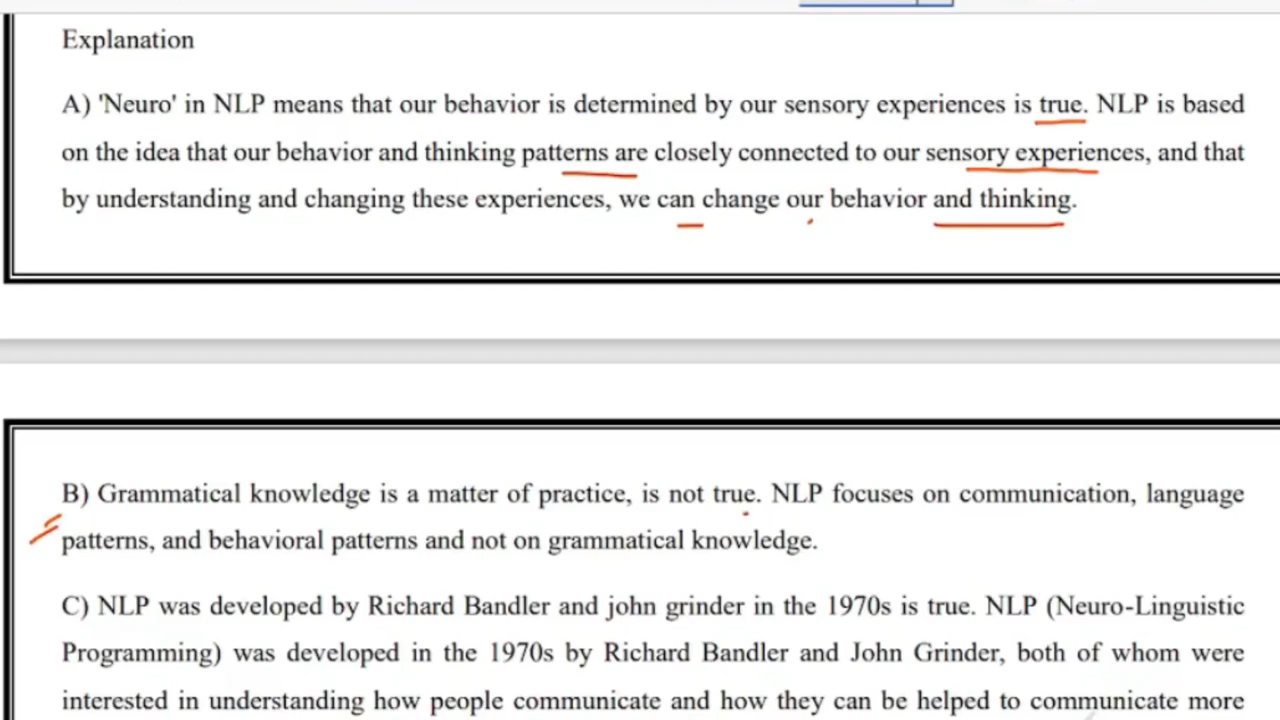 Explanation
A) 'Neuro' in NLP means that our behavior is determined by our sensory experiences is true. NLP is based
on the idea that our behavior and thinking patterns are closely connected to our sensory experiences, and that
by understanding and changing these experiences, we can change our behavior and thinking.
B) Grammatical knowledge is a matter of practice, is not true. NLP focuses on communication, language
patterns, and behavioral patterns and not on grammatical knowledge.
C) NLP was developed by Richard Bandler and john grinder in the 1970s is true. NLP (Neuro-Linguistic
Programming) was developed in the 1970s by Richard Bandler and John Grinder, both of whom were
interested in understanding how people communicate and how they can be helped to communicate more